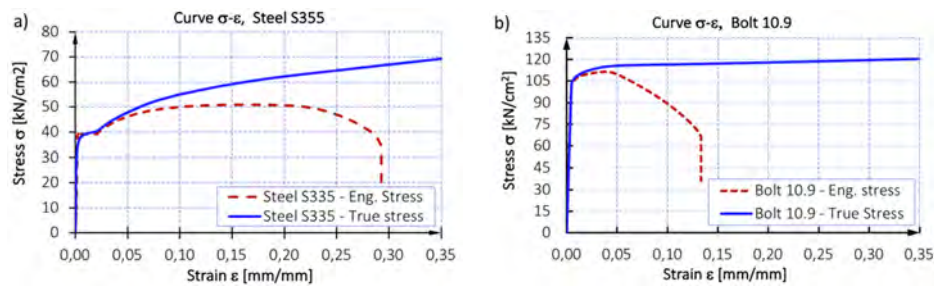 a)
Curve σ-ε, Steel S355
Stress σ [kN/cm2]
80
70
60
50
40
30
20
10
0
0,00 0,05 0,10 0,15 0,20 0,25 0,30 0,35
Strain ε [mm/mm]
Steel S335 - Eng. Stress
Steel S335 - True stress
b)
Curve σ-ε, Bolt 10.9
Stress σ [kN/cm²]
135
120
105
90
75
60
45
30
15
0
0,00 0,05 0,10 0,15 0,20 0,25 0,30 0,35
Strain ε [mm/mm]
Bolt 10.9 - Eng. stress
Bolt 10.9 - True Stress